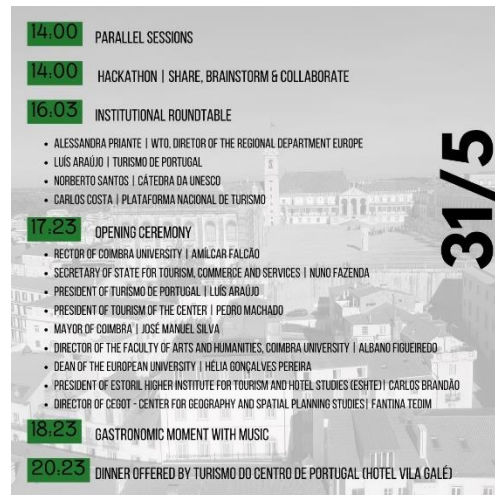 14.00 PARALLEL SESSIONS
14.00 HACKATHON | SHARE, BRAINSTORM & COLLABORATE
16.03 INSTITUTIONAL ROUNDTABLE
• ALESSANDRA PRIANTE | WTO, DIRETOR OF THE REGIONAL DEPARTMENT EUROPE
• LUÍS ARAÚJO | TURISMO DE PORTUGAL
• NORBERTO SANTOS | CÁTEDRA DA UNESCO
• CARLOS COSTA | PLATAFORMA NACIONAL DE TURISMO
17:23 OPENING CEREMONY
• RECTOR OF COIMBRA UNIVERSITY | AMÍLCAR FALCÃO
• SECRETARY OF STATE FOR TOURISM, COMMERCE AND SERVICES | NUNO FAZENDA
• PRESIDENT OF TURISMO DE PORTUGAL | LUÍS ARAÚJO
• PRESIDENT OF TOURISM OF THE CENTER | PEDRO MACHADO
• MAYOR OF COIMBRA | JOSÉ MANUEL SILVA
• DIRECTOR OF THE FACULTY OF ARTS AND HUMANITIES, COIMBRA UNIVERSITY | ALBANO FIGUEIREDO
• DEAN OF THE EUROPEAN UNIVERSITY | HÉLIA GONÇALVES PEREIRA
• PRESIDENT OF ESTORIL HIGHER INSTITUTE FOR TOURISM AND HOTEL STUDIES (ESHTE)| CARLOS BRANDÃO
• DIRECTOR OF CEGOT - CENTER FOR GEOGRAPHY AND SPATIAL PLANNING STUDIES| FANTINA TEDIM
18:23 GASTRONOMIC MOMENT WITH MUSIC
20:23 DINNER OFFERED BY TURISMO DO CENTRO DE PORTUGAL (HOTEL VILA GALÉ)
31/5